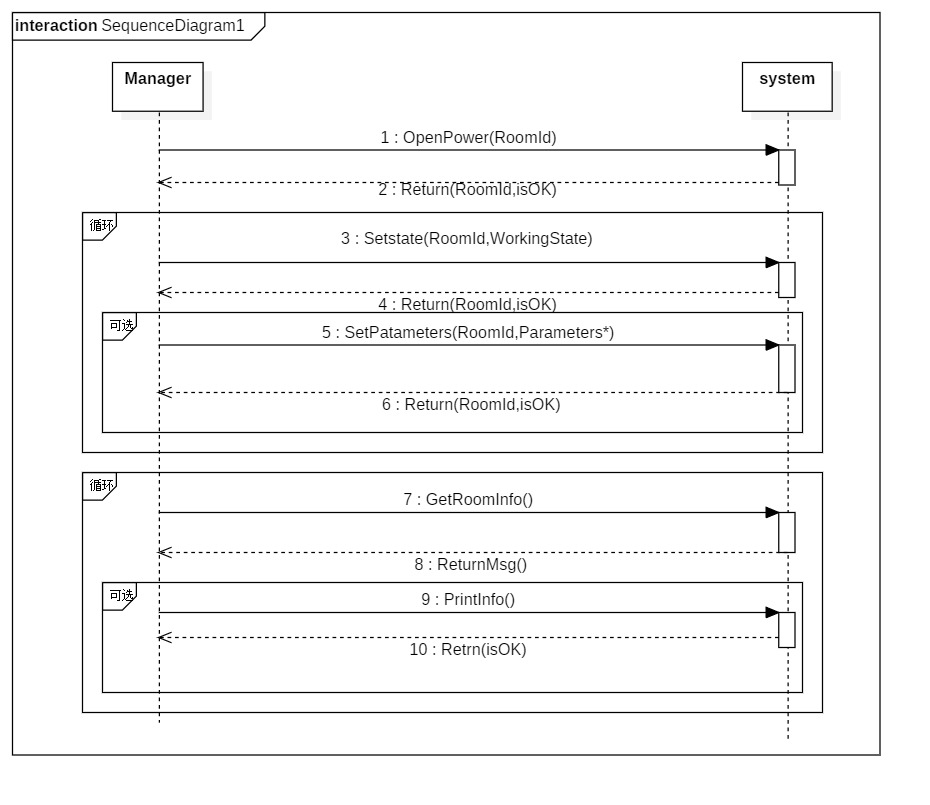 interaction SequenceDiagram1
Manager
system
1 : OpenPower(RoomId)
2 : Return(RoomId,isOK)
循环
3 : Setstate(RoomId,WorkingState)
4 : Return(RoomId,isOK)
可选
5 : SetPatameters(RoomId,Parameters*)
6 : Return(RoomId,isOK)
循环
7 : GetRoomInfo()
8 : ReturnMsg()
可选
9 : PrintInfo()
10 : Retrn(isOK)